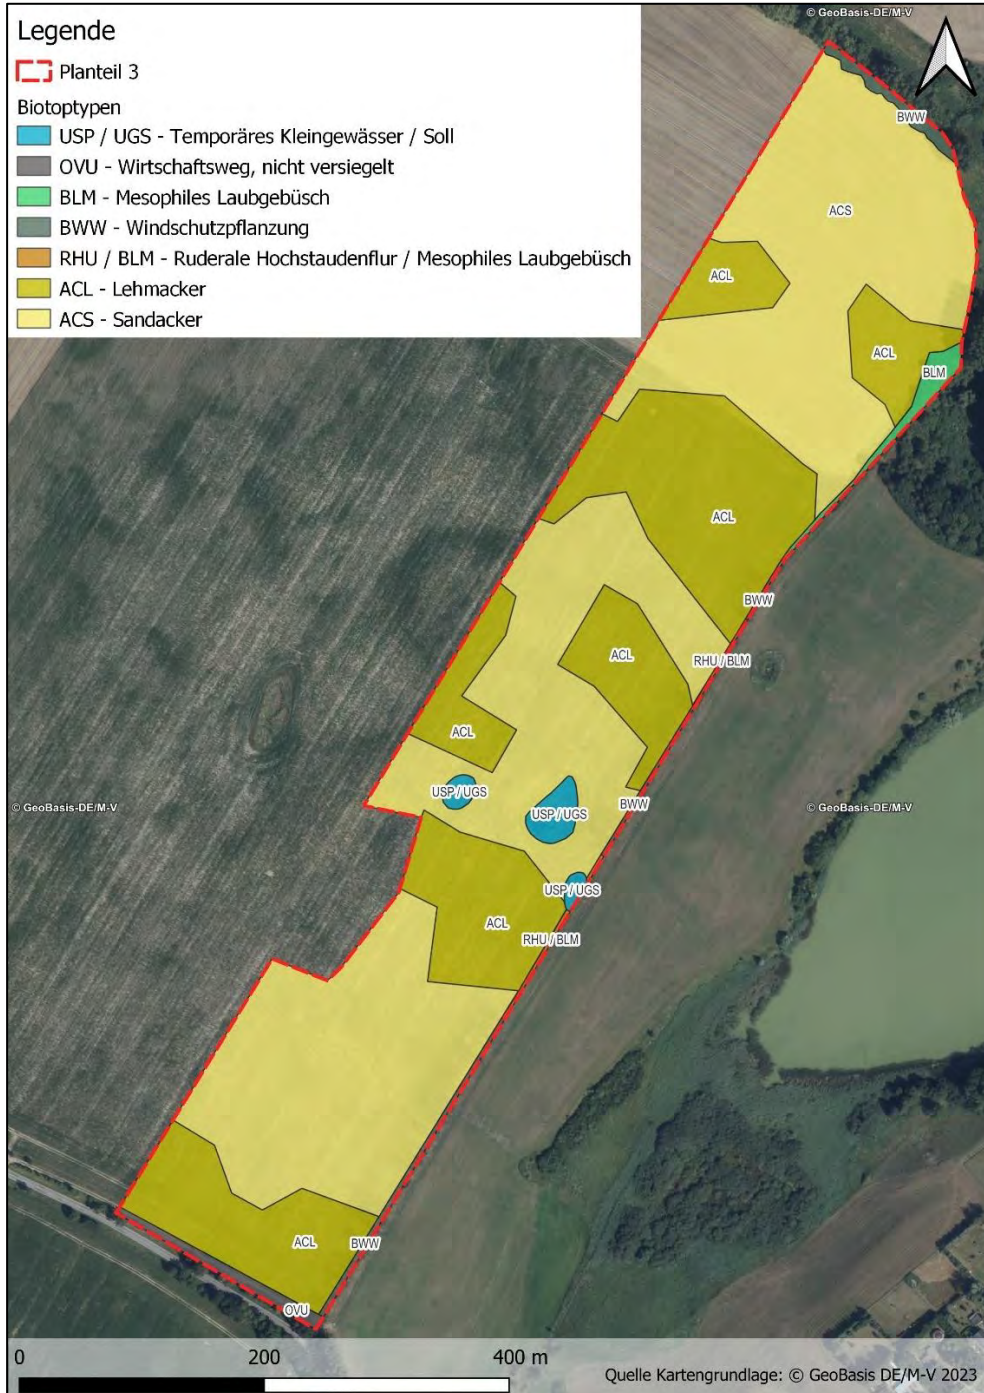 © GeoBasis-DE/M-V
Legende
Planteil 3
Biotoptypen
USP / UGS - Temporäres Kleingewässer / Soll
OVU - Wirtschaftsweg, nicht versiegelt
BLM - Mesophiles Laubgebüsch
BWW - Windschutzpflanzung
RHU / BLM - Ruderale Hochstaudenflur / Mesophiles Laubgebüsch
ACL - Lehmacker
ACS - Sandacker
BWW
ACS
ACL
ACL
BLM
ACL
BWW
ACL
RHU / BLM
ACL
USP / UGS
© GeoBasis-DE/M-V
BWW
© GeoBasis-DE/M-V
USP / UGS
USP / UGS
ACL
RHU / BLM
ACL
BWW
OVU
0 200 400 m
Quelle Kartengrundlage: © GeoBasis DE/M-V 2023